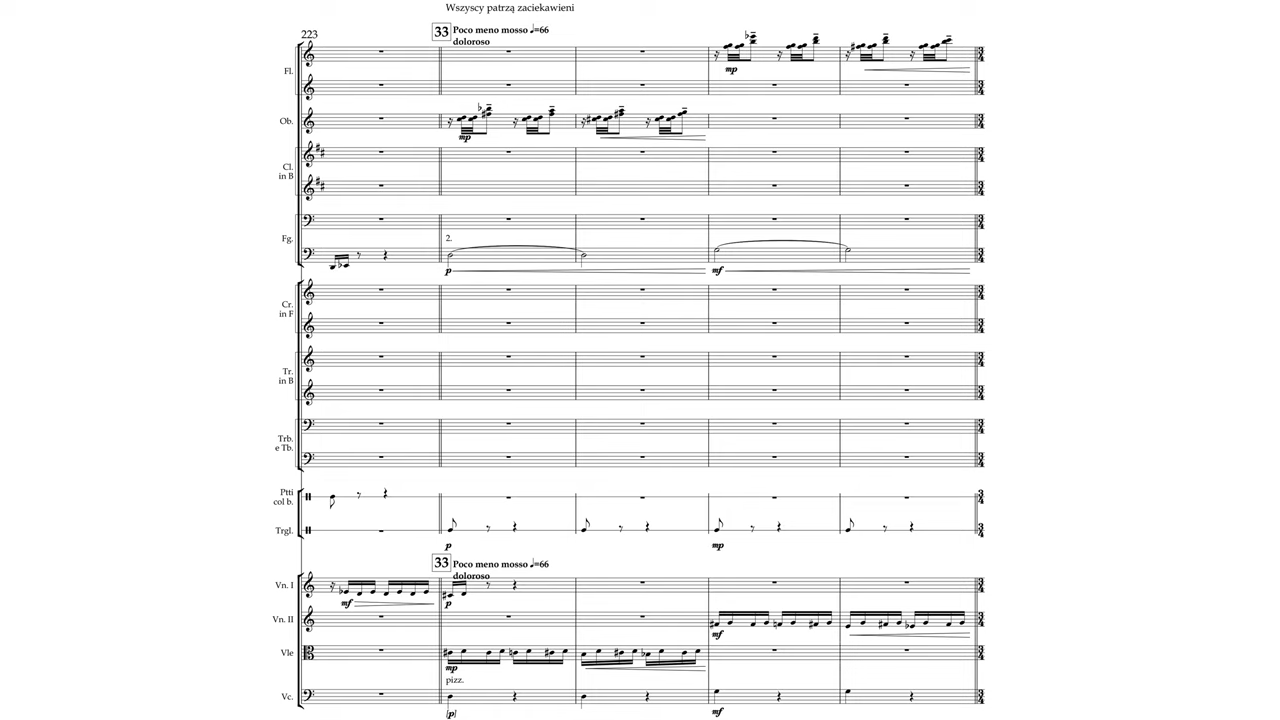 Wszyscy patrzą zaciekawieni
223
33 Poco meno mosso ♩=66
doloroso
Fl.
mp
Ob.
mp
Cl.
in B
Fg.
2.
p
mf
Cr.
in F
Tr.
in B
Trb.
e Tb.
Ptti
col b.
Trgl.
p
mp
33 Poco meno mosso ♩=66
doloroso
Vn. I
mf
p
Vn. II
mf
Vle
mp
pizz.
Vc.
[p]
mf
3
4